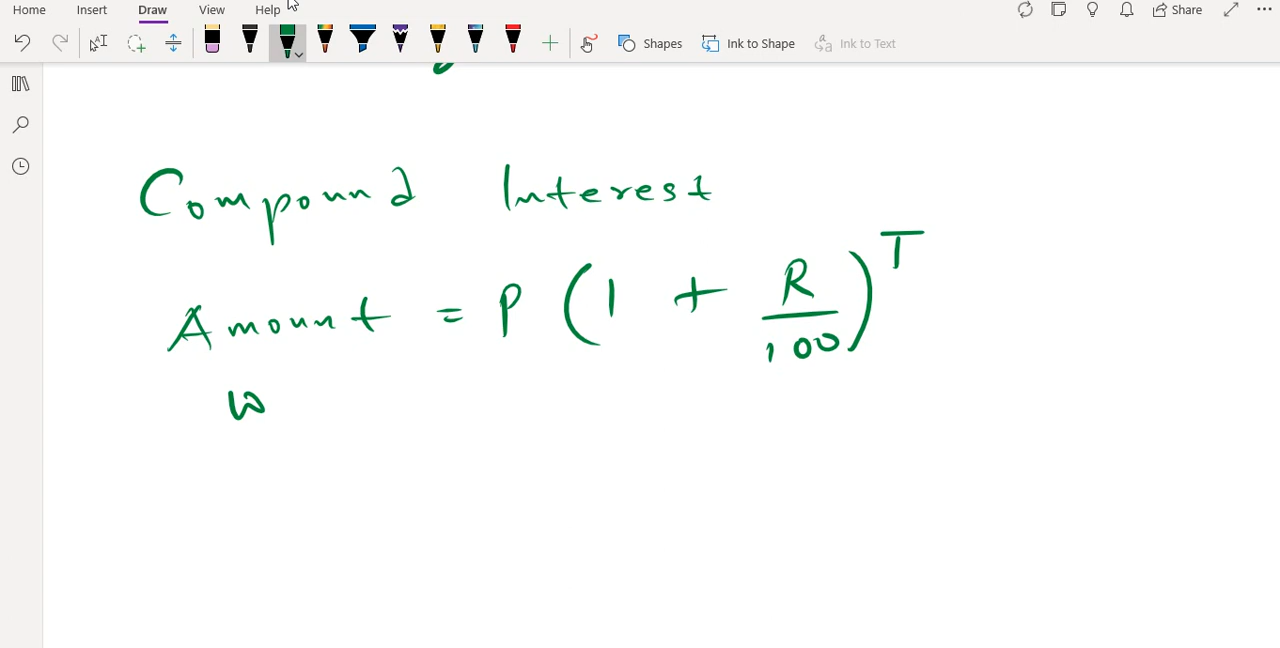 Home Insert Draw View Help Share
Shapes Ink to Shape Ink to Text
Compound Interest
Amount = P (1 + R/100)^T
W